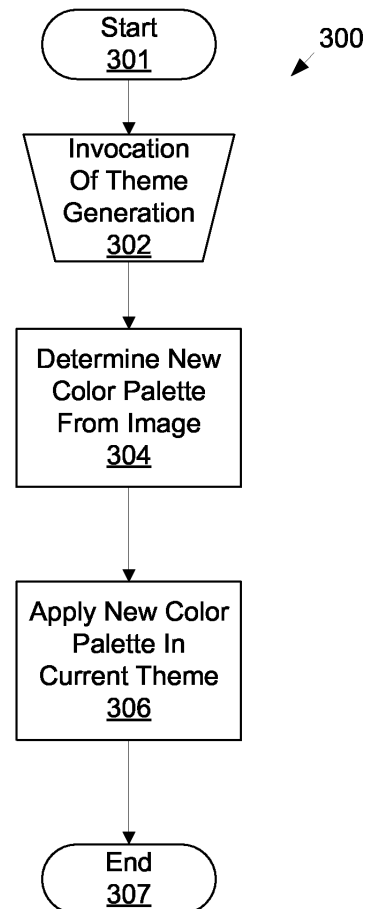 Start
301
300
Invocation
Of Theme
Generation
302
Determine New
Color Palette
From Image
304
Apply New Color
Palette In
Current Theme
306
End
307